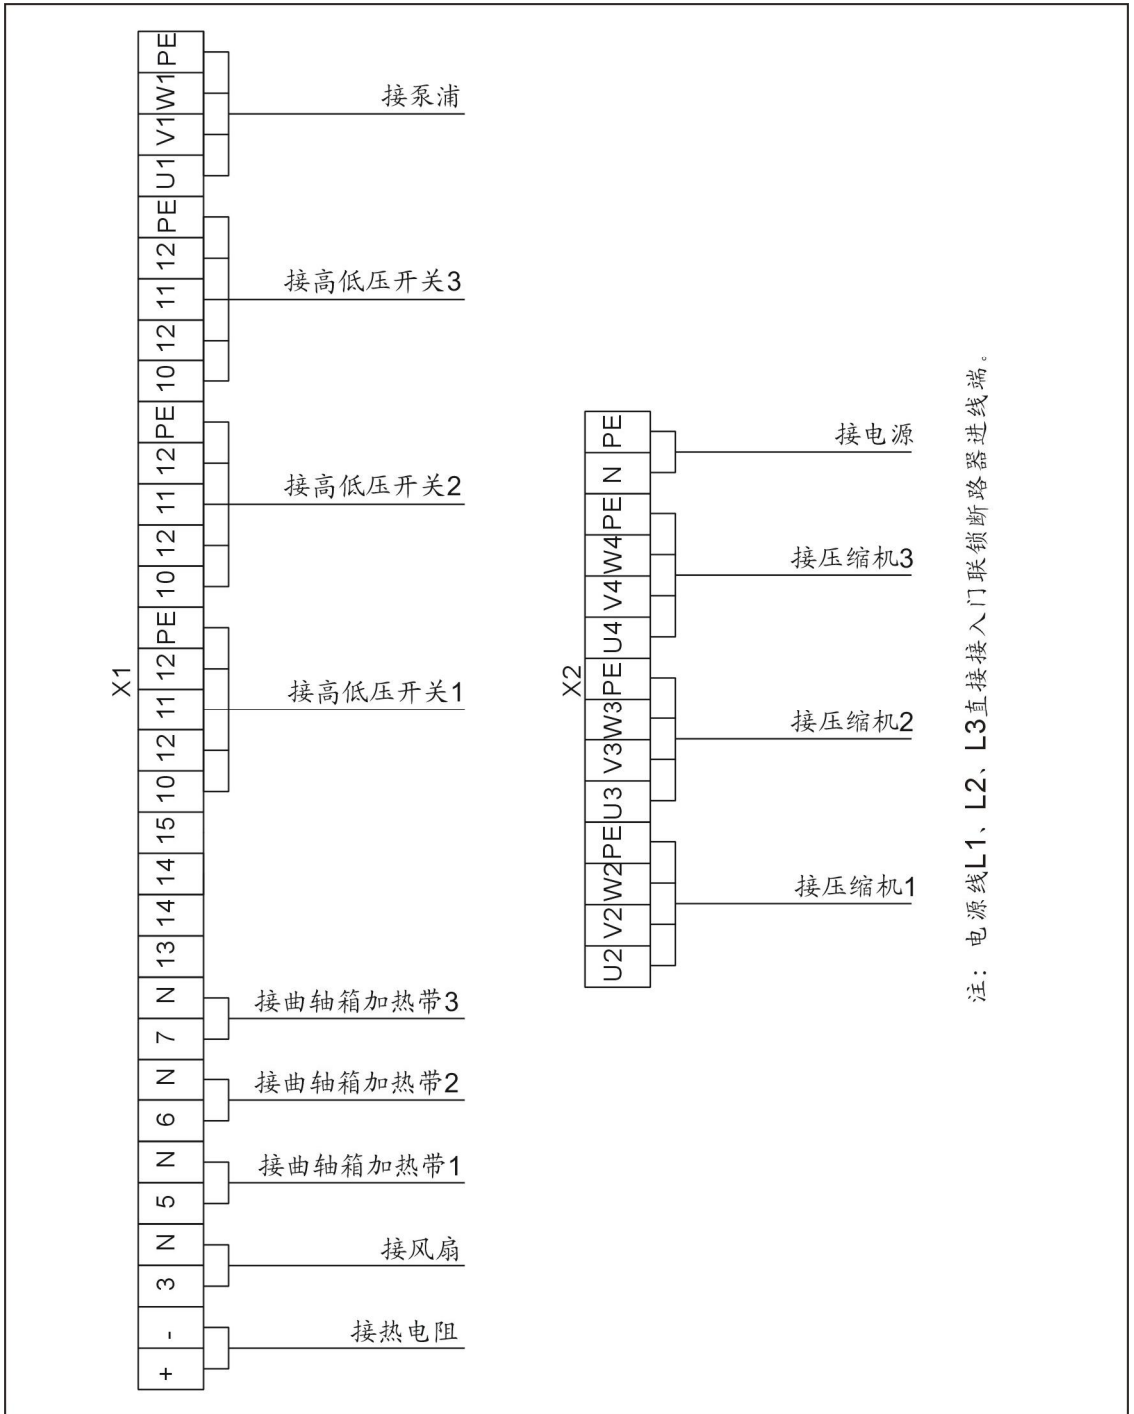 X1
PE
W1
V1
U1
接泵浦
PE
12
11
12
10
接高低压开关3
PE
12
11
12
10
接高低压开关2
PE
12
11
12
10
接高低压开关1
15
14
14
13
N
7
接曲轴箱加热带3
N
6
接曲轴箱加热带2
N
5
接曲轴箱加热带1
N
3
接风扇
-
+
接热电阻
X2
PE
N
接电源
PE
W4
V4
U4
接压缩机3
PE
W3
V3
U3
接压缩机2
PE
W2
V2
U2
接压缩机1
注：电源线L1、L2、L3直接接入门联锁断路器进线端。